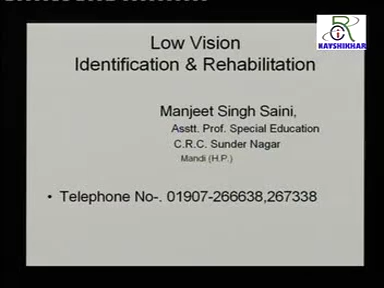 Low Vision
Identification & Rehabilitation
Manjeet Singh Saini,
Asstt. Prof. Special Education
C.R.C. Sunder Nagar
Mandi (H.P.)
• Telephone No-. 01907-266638,267338
R
i
RAYSHIKHAR